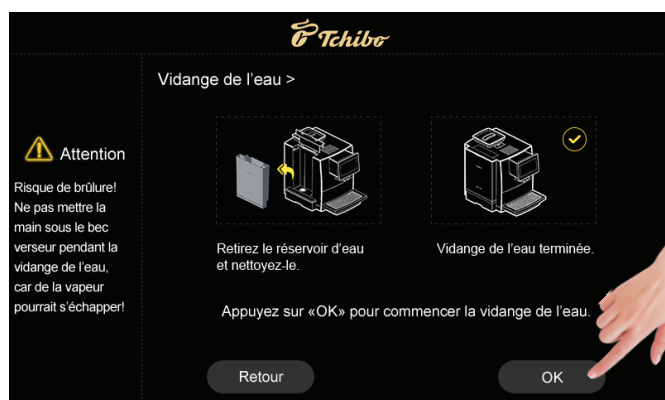 Tchibo
Vidange de l'eau >
Attention
Risque de brûlure!
Ne pas mettre la
main sous le bec
verseur pendant la
vidange de l'eau,
car de la vapeur
pourrait s'échapper!
Retirez le réservoir d'eau
et nettoyez-le.
Vidange de l'eau terminée.
Appuyez sur «OK» pour commencer la vidange de l'eau.
Retour
OK